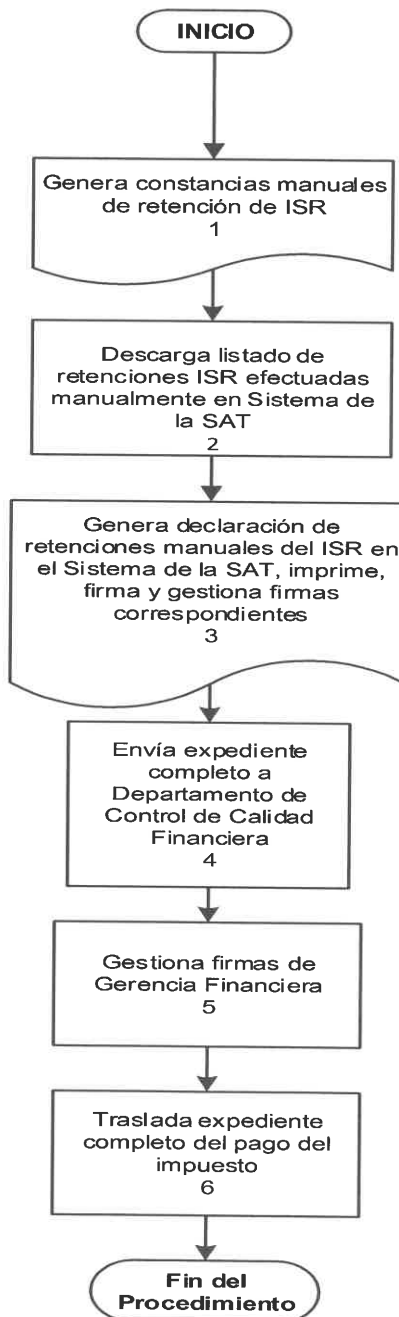 INICIO
Genera constancias manuales
de retención de ISR
1
Descarga listado de
retenciones ISR efectuadas
manualmente en Sistema de
la SAT
2
Genera declaración de
retenciones manuales del ISR en
el Sistema de la SAT, imprime,
firma y gestiona firmas
correspondientes
3
Envía expediente
completo a
Departamento de
Control de Calidad
Financiera
4
Gestiona firmas de
Gerencia Financiera
5
Traslada expediente
completo del pago del
impuesto
6
Fin del
Procedimiento